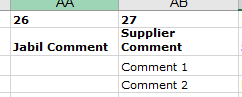 AA AB
26 27
Jabil Comment Supplier
Comment
Comment 1
Comment 2